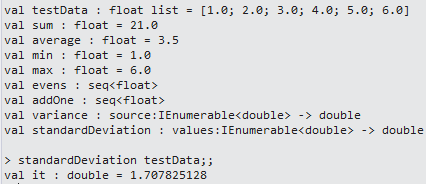 val testData : float list = [1.0; 2.0; 3.0; 4.0; 5.0; 6.0]
val sum : float = 21.0
val average : float = 3.5
val min : float = 1.0
val max : float = 6.0
val evens : seq<float>
val addOne : seq<float>
val variance : source:IEnumerable<double> -> double
val standardDeviation : values:IEnumerable<double> -> double
> standardDeviation testData;;
val it : double = 1.707825128